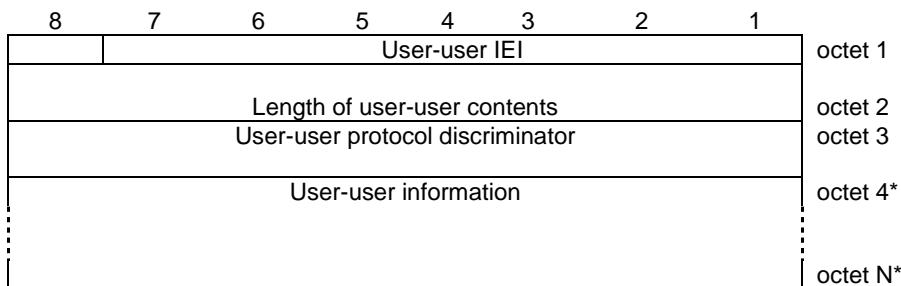 8 7 6 5 4 3 2 1
User-user IEI octet 1
Length of user-user contents octet 2
User-user protocol discriminator octet 3
User-user information octet 4*
octet N*